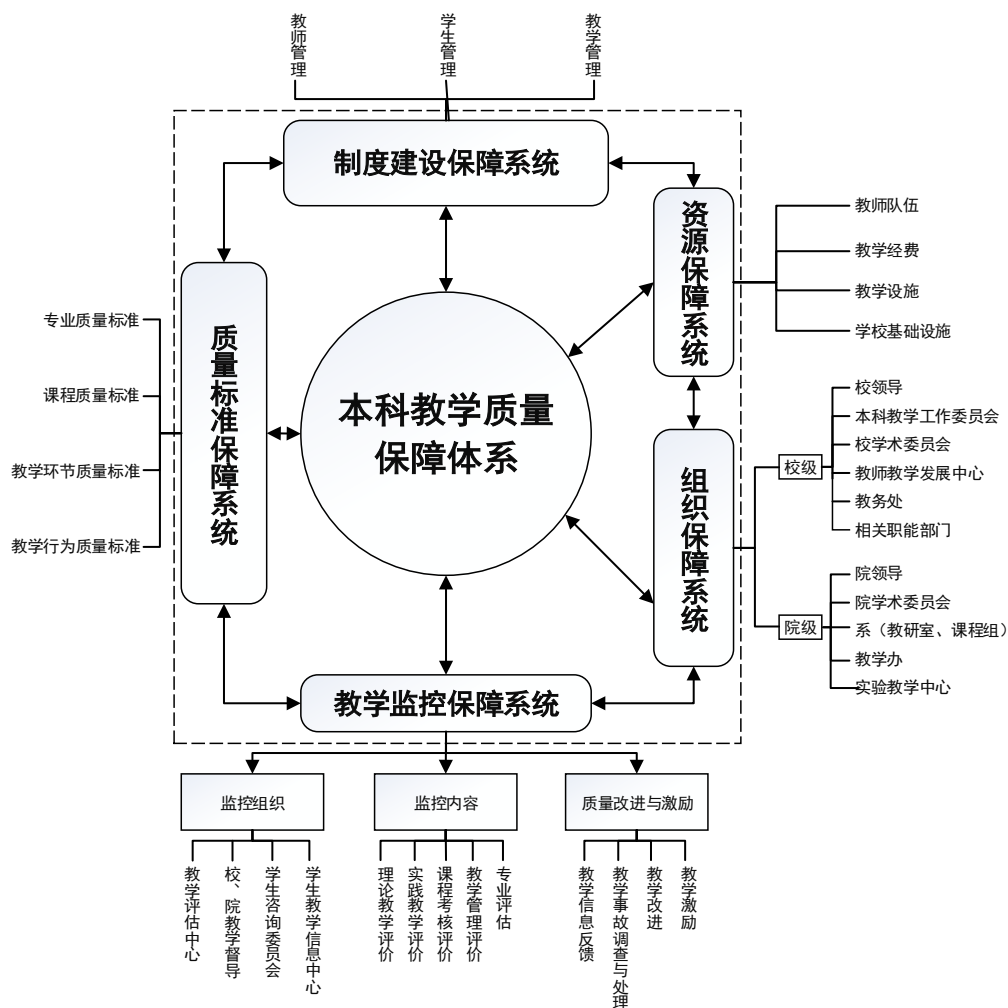 教师管理
学生管理
教学管理
制度建设保障系统
资源保障系统
教师队伍
教学经费
教学设施
学校基础设施
质量标准保障系统
专业质量标准
课程质量标准
教学环节质量标准
教学行为质量标准
本科教学质量
保障体系
组织保障系统
校级
校领导
本科教学工作委员会
校学术委员会
教师教学发展中心
教务处
相关职能部门
院级
院领导
院学术委员会
系（教研室、课程组）
教学办
实验教学中心
教学监控保障系统
监控组织
监控内容
质量改进与激励
教学评估中心
校、院教学督导
学生咨询委员会
学生教学信息中心
理论教学评价
实践教学评价
课程考核评价
教学管理评价
专业评估
教学信息反馈
教学事故调查与处理
教学改进
教学激励